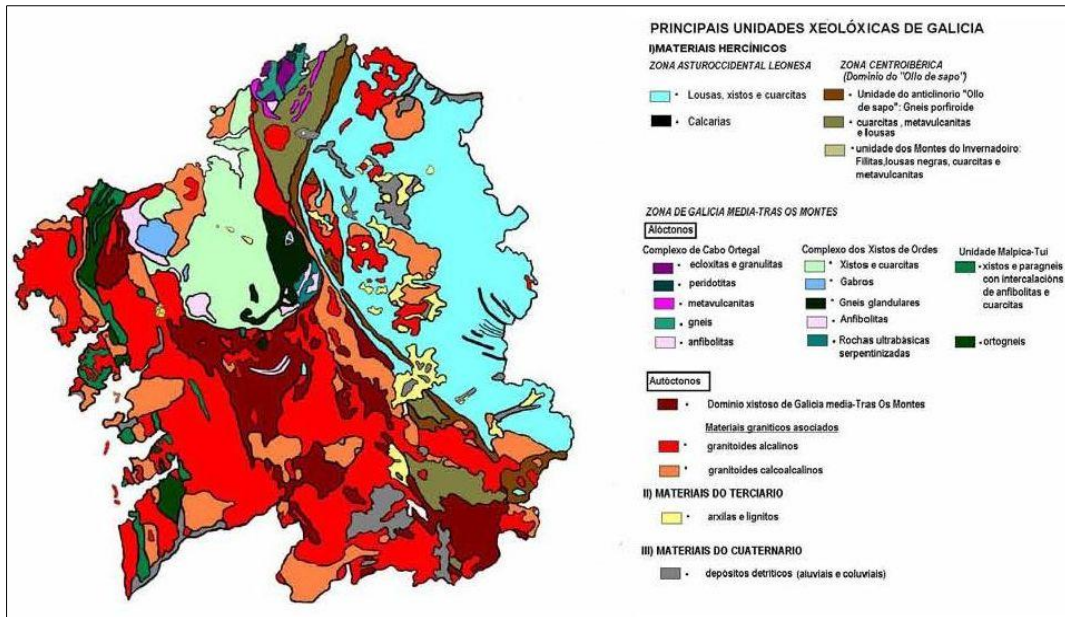 PRINCIPAIS UNIDADES XEOLÓXICAS DE GALICIA
I)MATERIAIS HERCÍNICOS
ZONA ASTUROCCIDENTAL LEONESA
Lousas, xistos e cuarcitas
Calcarias
ZONA CENTROIBÉRICA
(Dominio do "Ollo de sapo")
Unidade do anticlinorio "Ollo
de sapo": Gneis porfiroide
cuarcitas, metavulcanitas
e lousas
unidade dos Montes do Invernadoiro:
Filitas,lousas negras, cuarcitas e
metavulcanitas
ZONA DE GALICIA MEDIA-TRAS OS MONTES
Alóctonos
Complexo de Cabo Ortegal
ecloxitas e granulitas
peridotitas
metavulcanitas
gneis
anfibolitas
Complexo dos Xistos de Ordes
Xistos e cuarcitas
Gabros
Gneis glandulares
Anfibolitas
Rochas ultrabásicas
serpentinizadas
Unidade Malpica-Tui
xistos e paragneis
con intercalacións
de anfibolitas e
cuarcitas
ortogneis
Autóctonos
Dominio xistoso de Galicia media-Tras Os Montes
Materiais graníticos asociados
granitoides alcalinos
granitoides calcoalcalinos
II) MATERIAIS DO TERCIARIO
arxilas e lignitos
III) MATERIAIS DO CUATERNARIO
depósitos detríticos (aluviais e coluviais)